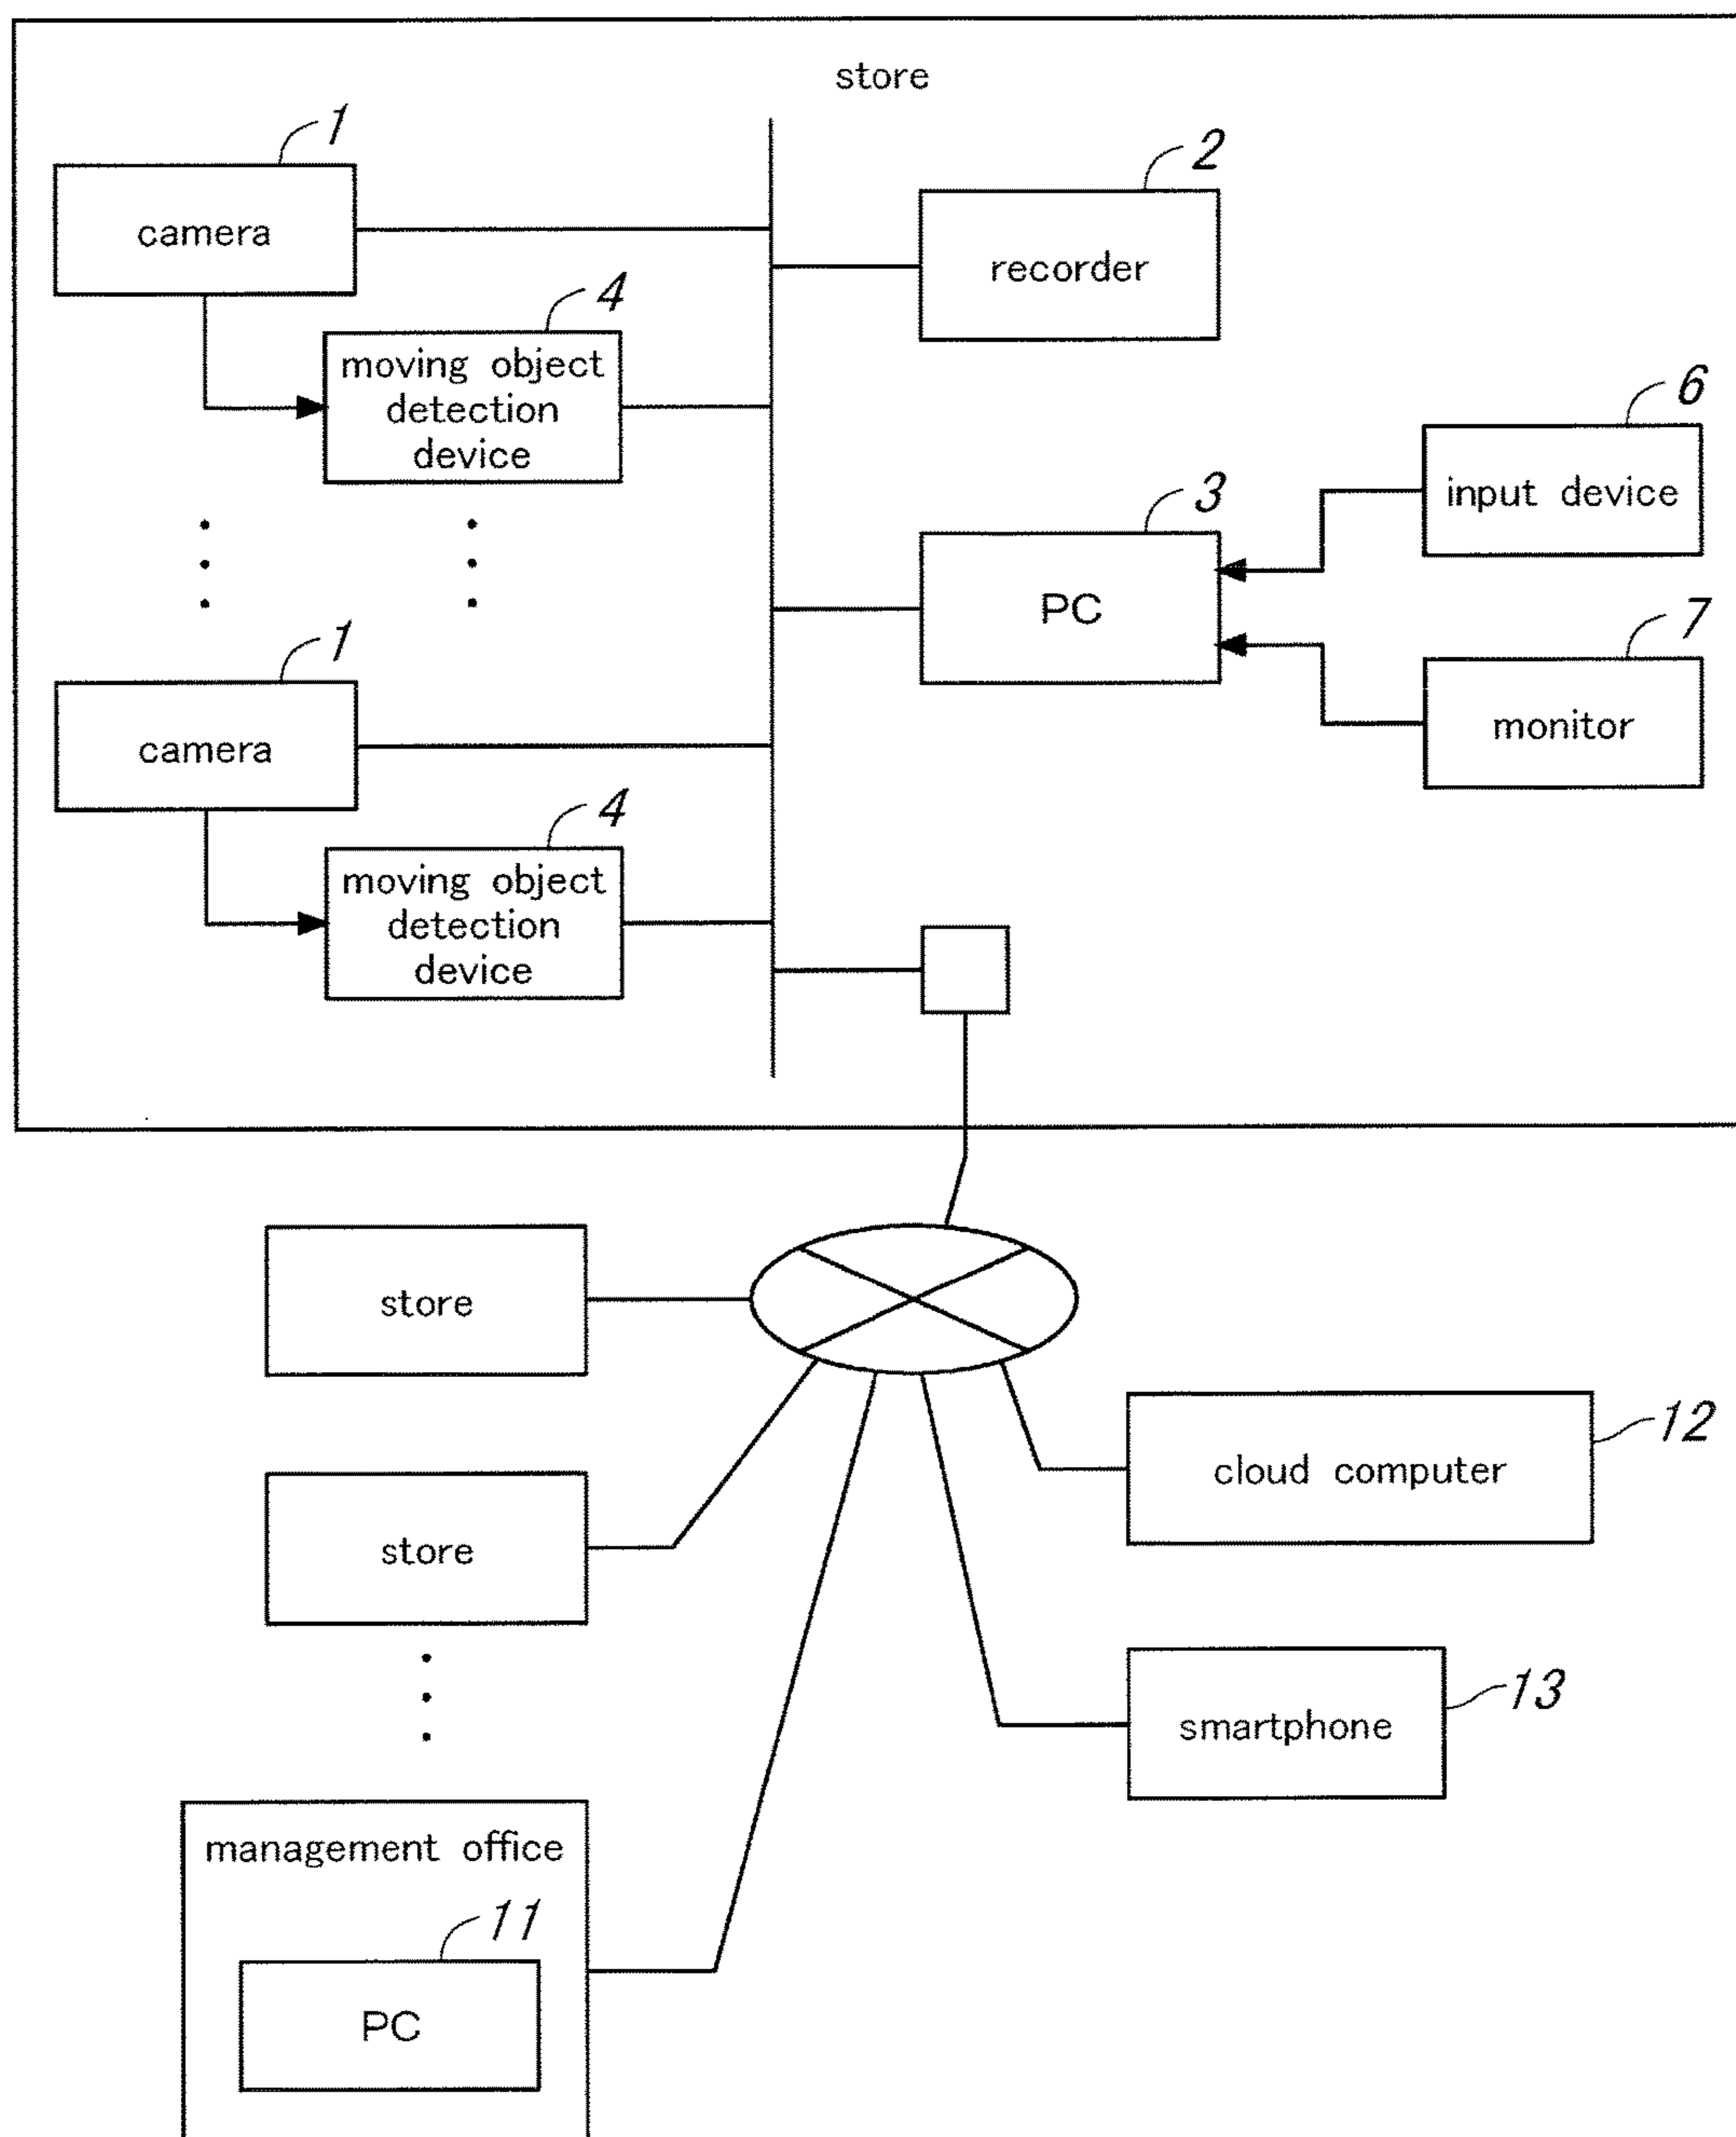 store
1
camera
2
recorder
4
moving object
detection
device
6
input device
3
PC
7
monitor
1
camera
4
moving object
detection
device
store
12
cloud computer
store
13
smartphone
management office
11
PC